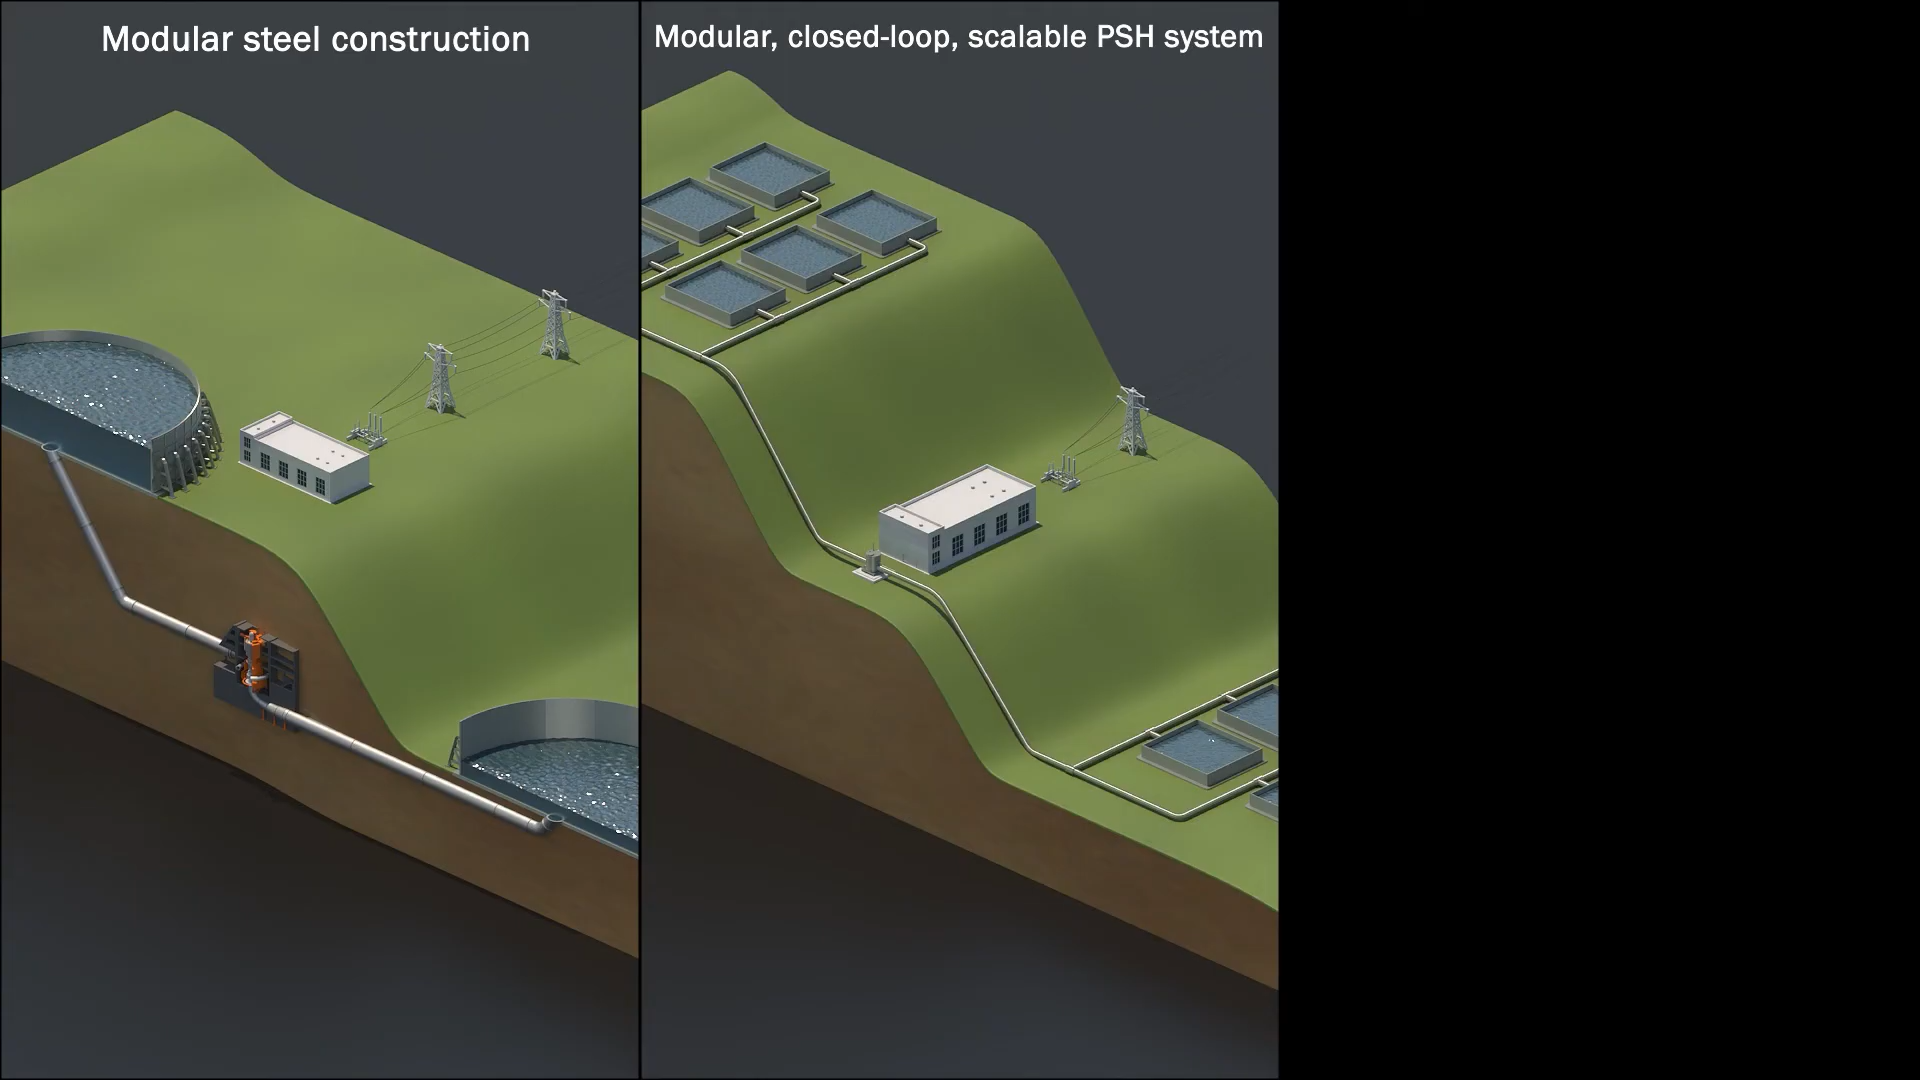 Modular steel construction
Modular, closed-loop, scalable PSH system